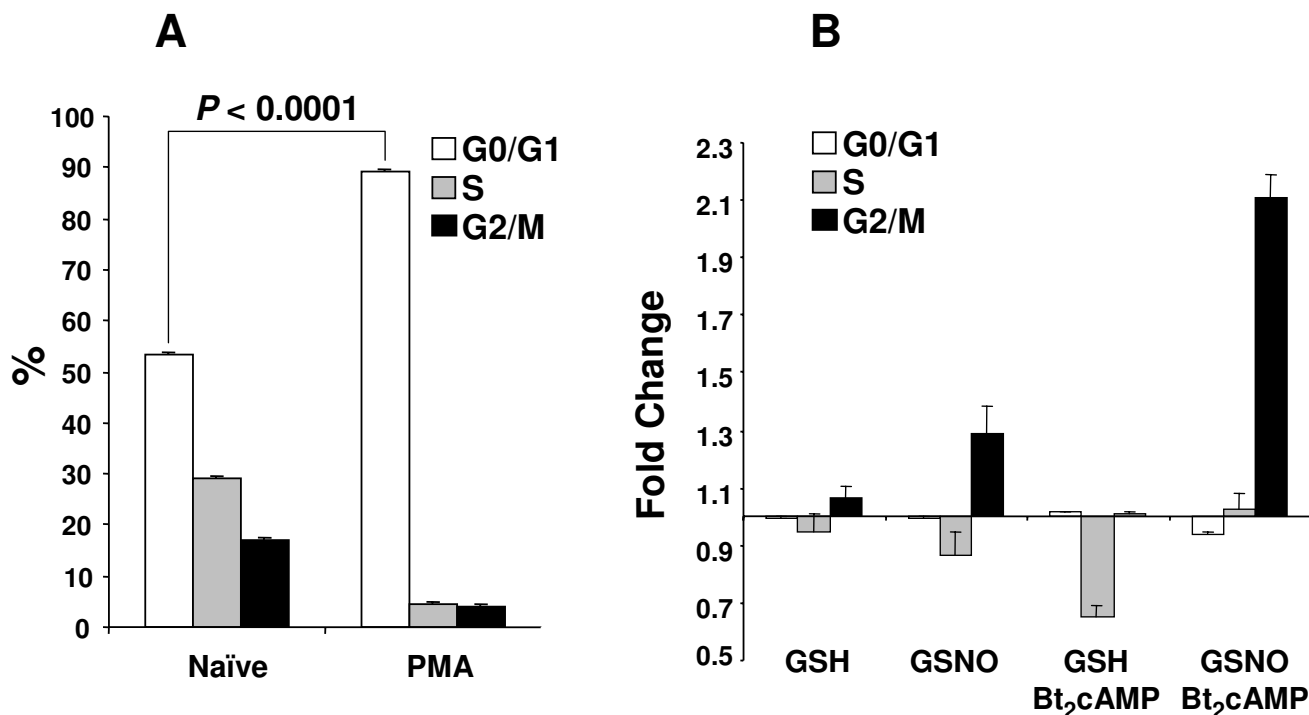 A
P < 0.0001
100
90
80
70
60
50
40
30
20
10
0
%
G0/G1
S
G2/M
Naïve
PMA
B
2.3
2.1
1.9
1.7
1.5
1.3
1.1
0.9
0.7
0.5
Fold Change
G0/G1
S
G2/M
GSH
GSNO
GSH
Bt₂cAMP
GSNO
Bt₂cAMP